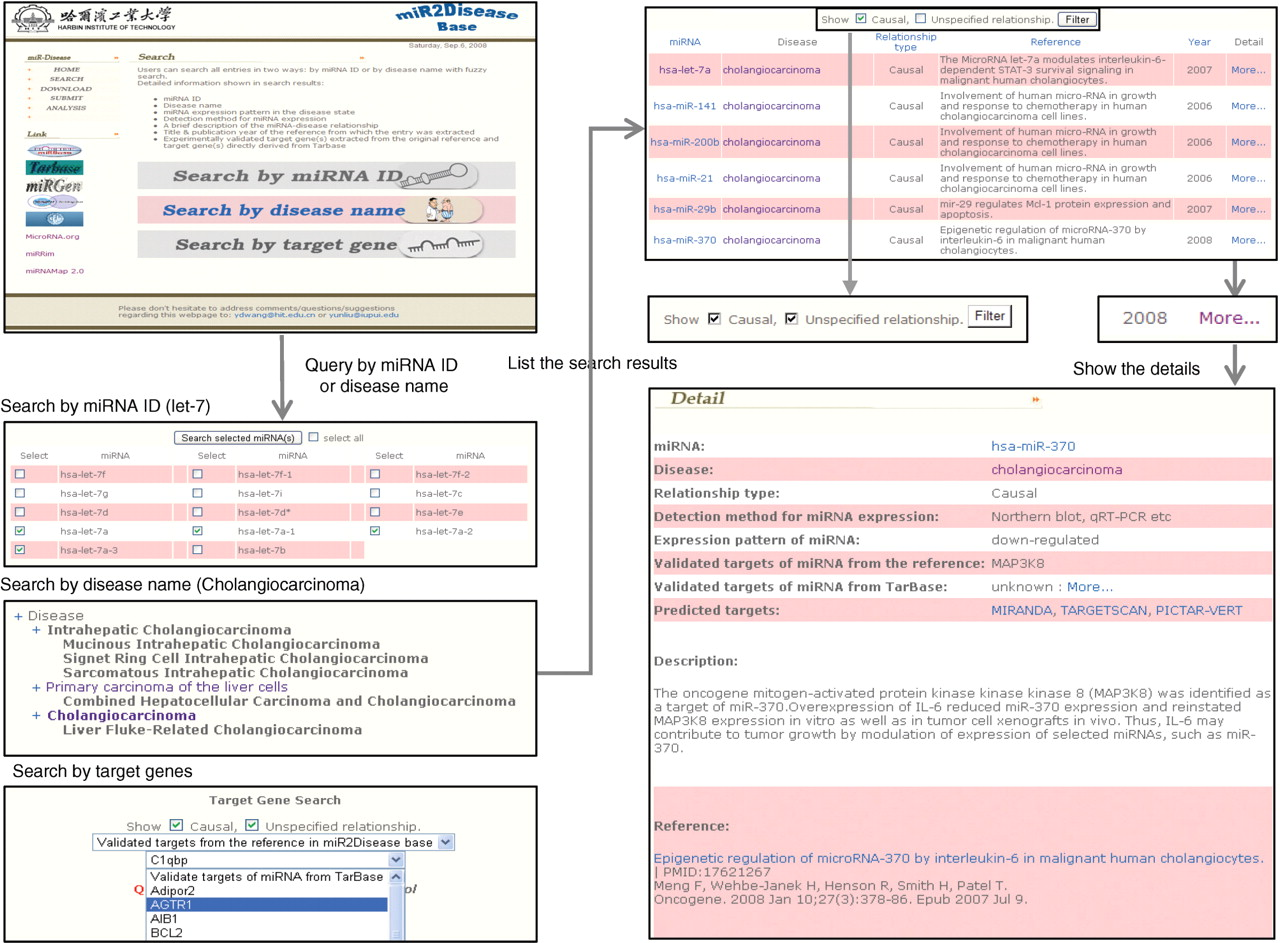 哈爾濱工業大學
HARBIN INSTITUTE OF TECHNOLOGY
miR2Disease
Base
Saturday, Sep.6, 2008
miR-Disease
HOME
SEARCH
DOWNLOAD
SUBMIT
ANALYSIS
Link
Tarbase
miRGen
MicroRNA.org
miRRim
miRNAMap 2.0
Search
Users can search all entries in two ways: by miRNA ID or by disease name with fuzzy
search.
Detailed information shown in search results:
miRNA ID
Disease name
miRNA expression pattern in the disease state
Detection method for miRNA expression
A brief description of the miRNA-disease relationship
Title & publication year of the reference from which the entry was extracted
Experimentally validated target gene(s) extracted from the original reference and
target gene(s) directly derived from Tarbase
Search by miRNA ID
Search by disease name
Search by target gene
Please don't hesitate to address comments/questions/suggestions
regarding this webpage to: ydwang@hit.edu.cn or yunliu@iupui.edu
Query by miRNA ID
or disease name
List the search results
Search by miRNA ID (let-7)
Search selected miRNA(s) select all
Select miRNA Select miRNA Select miRNA
hsa-let-7f hsa-let-7f-1 hsa-let-7f-2
hsa-let-7g hsa-let-7i hsa-let-7c
hsa-let-7d hsa-let-7d* hsa-let-7e
hsa-let-7a hsa-let-7a-1 hsa-let-7a-2
hsa-let-7a-3 hsa-let-7b
Search by disease name (Cholangiocarcinoma)
+ Disease
+ Intrahepatic Cholangiocarcinoma
Mucinous Intrahepatic Cholangiocarcinoma
Signet Ring Cell Intrahepatic Cholangiocarcinoma
Sarcomatous Intrahepatic Cholangiocarcinoma
+ Primary carcinoma of the liver cells
Combined Hepatocellular Carcinoma and Cholangiocarcinoma
+ Cholangiocarcinoma
Liver Fluke-Related Cholangiocarcinoma
Search by target genes
Target Gene Search
Show Causal, Unspecified relationship.
Validated targets from the reference in miR2Disease base
C1qbp
Validate targets of miRNA from TarBase
Q Adipor2 ol
AGTR1
AIB1
BCL2
Show Causal, Unspecified relationship. Filter
miRNA Disease Relationship type Reference Year Detail
hsa-let-7a cholangiocarcinoma Causal The MicroRNA let-7a modulates interleukin-6-
dependent STAT-3 survival signaling in
malignant human cholangiocytes. 2007 More...
hsa-miR-141 cholangiocarcinoma Causal Involvement of human micro-RNA in growth
and response to chemotherapy in human
cholangiocarcinoma cell lines. 2006 More...
hsa-miR-200b cholangiocarcinoma Causal Involvement of human micro-RNA in growth
and response to chemotherapy in human
cholangiocarcinoma cell lines. 2006 More...
hsa-miR-21 cholangiocarcinoma Causal Involvement of human micro-RNA in growth
and response to chemotherapy in human
cholangiocarcinoma cell lines. 2006 More...
hsa-miR-29b cholangiocarcinoma Causal mir-29 regulates Mcl-1 protein expression and
apoptosis. 2007 More...
hsa-miR-370 cholangiocarcinoma Causal Epigenetic regulation of microRNA-370 by
interleukin-6 in malignant human
cholangiocytes. 2008 More...
Show Causal, Unspecified relationship. Filter
2008 More...
Show the details
Detail
miRNA: hsa-miR-370
Disease: cholangiocarcinoma
Relationship type: Causal
Detection method for miRNA expression: Northern blot, qRT-PCR etc
Expression pattern of miRNA: down-regulated
Validated targets of miRNA from the reference: MAP3K8
Validated targets of miRNA from TarBase: unknown : More...
Predicted targets: MIRANDA, TARGETSCAN, PICTAR-VERT
Description:
The oncogene mitogen-activated protein kinase kinase kinase 8 (MAP3K8) was identified as
a target of miR-370.Overexpression of IL-6 reduced miR-370 expression and reinstated
MAP3K8 expression in vitro as well as in tumor cell xenografts in vivo. Thus, IL-6 may
contribute to tumor growth by modulation of expression of selected miRNAs, such as miR-
370.
Reference:
Epigenetic regulation of microRNA-370 by interleukin-6 in malignant human cholangiocytes.
| PMID:17621267
Meng F, Wehbe-Janek H, Henson R, Smith H, Patel T.
Oncogene. 2008 Jan 10;27(3):378-86. Epub 2007 Jul 9.